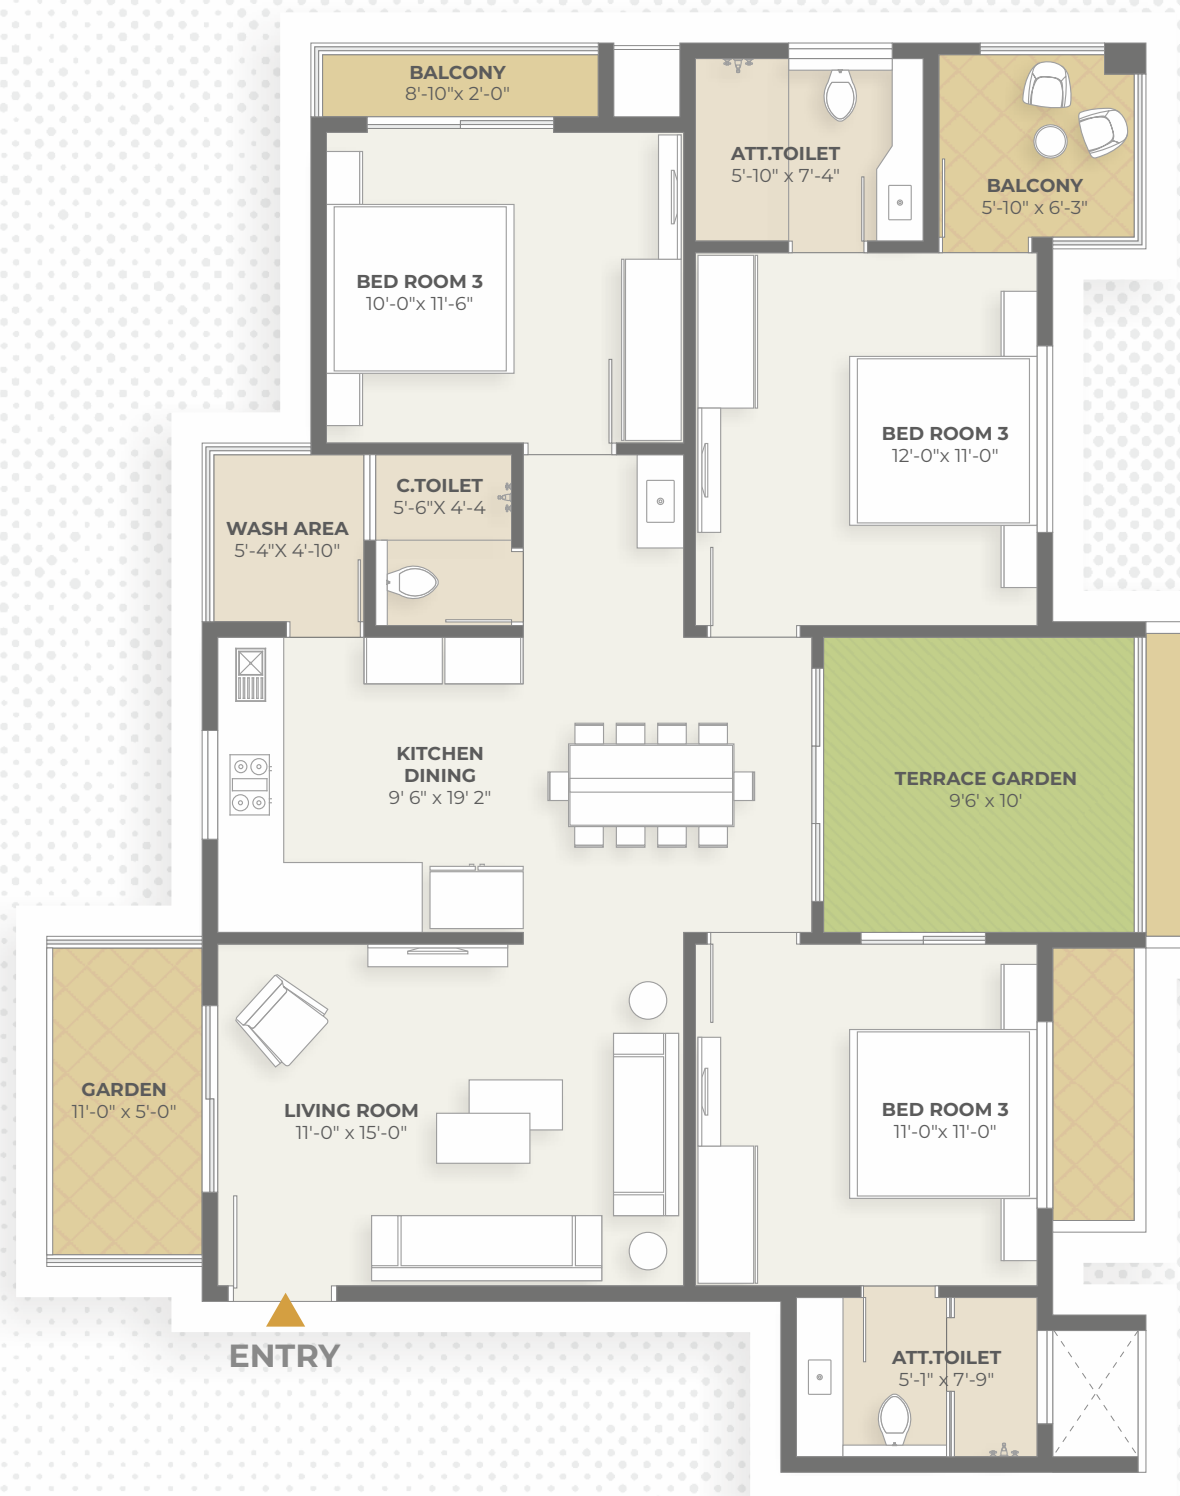 BALCONY
8'-10"x 2'-0"
ATT.TOILET
5'-10" x 7'-4"
BALCONY
5'-10" x 6'-3"
BED ROOM 3
10'-0"x 11'-6"
BED ROOM 3
12'-0"x 11'-0"
C.TOILET
5'-6"X 4'-4
WASH AREA
5'-4"X 4'-10"
KITCHEN
DINING
9' 6" x 19' 2"
TERRACE GARDEN
9'6' x 10'
GARDEN
11'-0" x 5'-0"
LIVING ROOM
11'-0" x 15'-0"
BED ROOM 3
11'-0"x 11'-0"
ENTRY
ATT.TOILET
5'-1" x 7'-9"